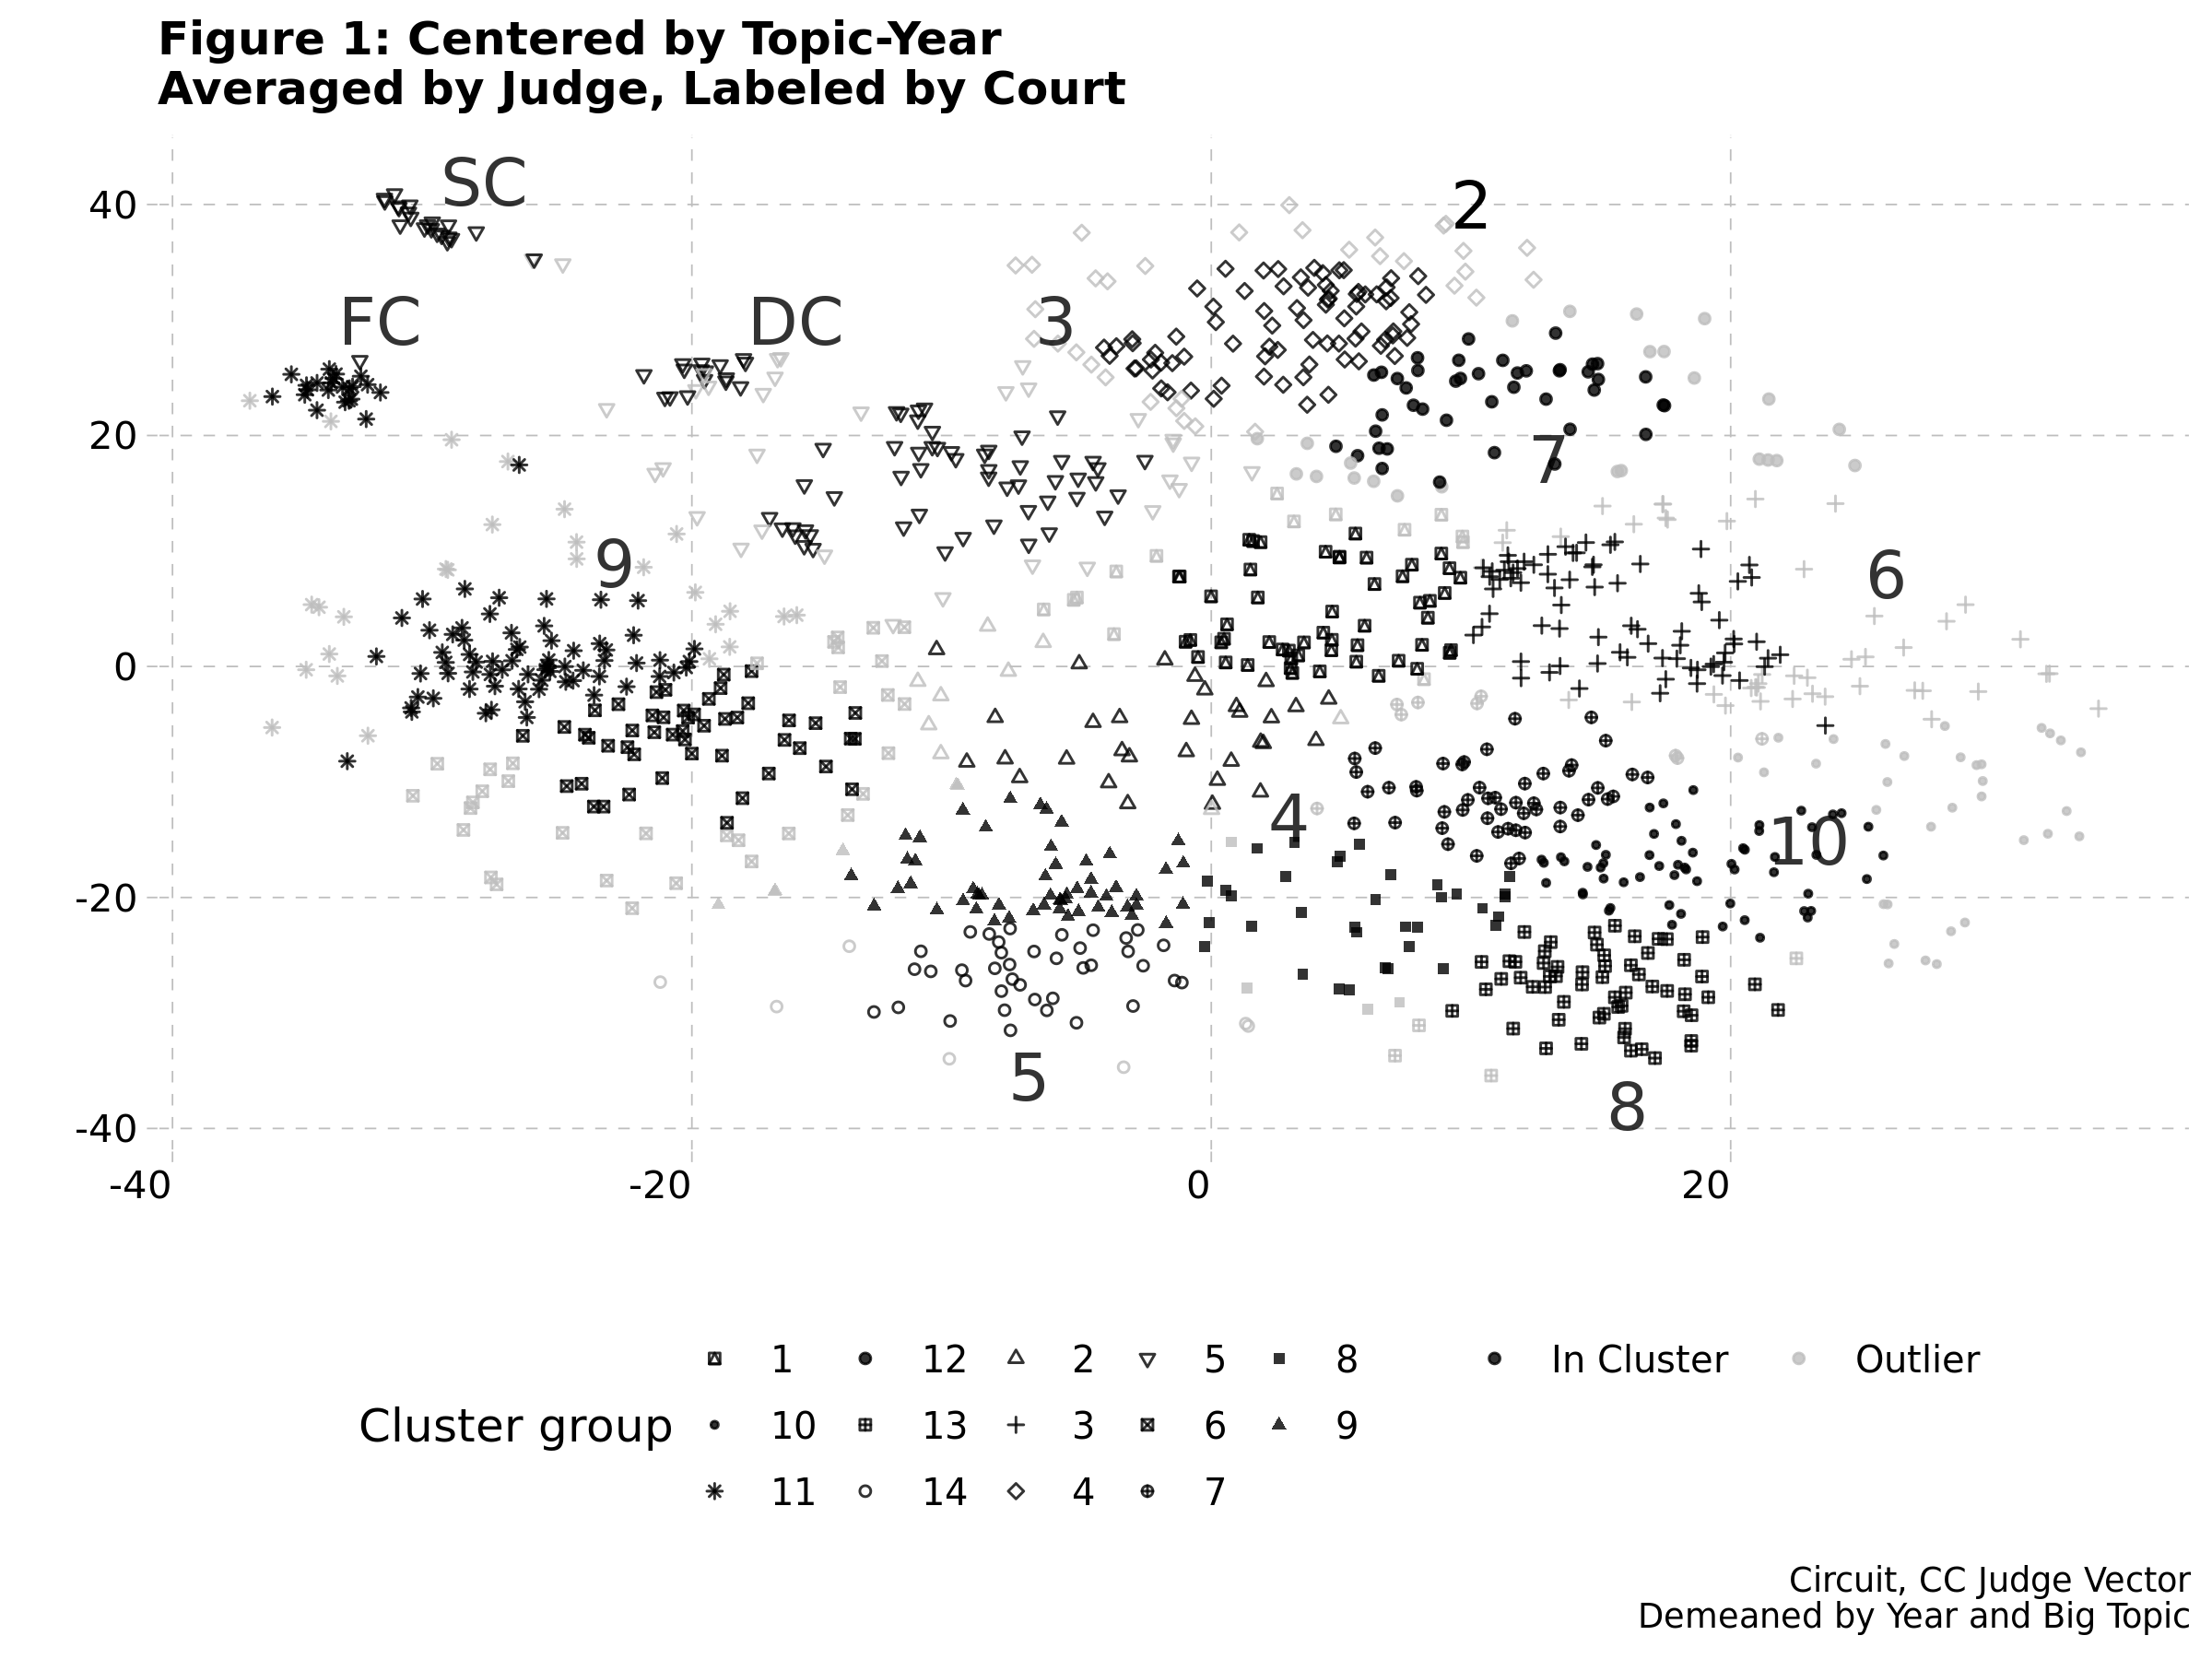 Figure 1: Centered by Topic-Year
Averaged by Judge, Labeled by Court
SC
2
40
FC
DC
3
20
7
9
6
0
4
10
-20
5
8
-40
-40 -20 0 20
1 12 2 5 8 In Cluster Outlier
Cluster group 10 13 3 6 9
11 14 4 7
Circuit, CC Judge Vector
Demeaned by Year and Big Topic